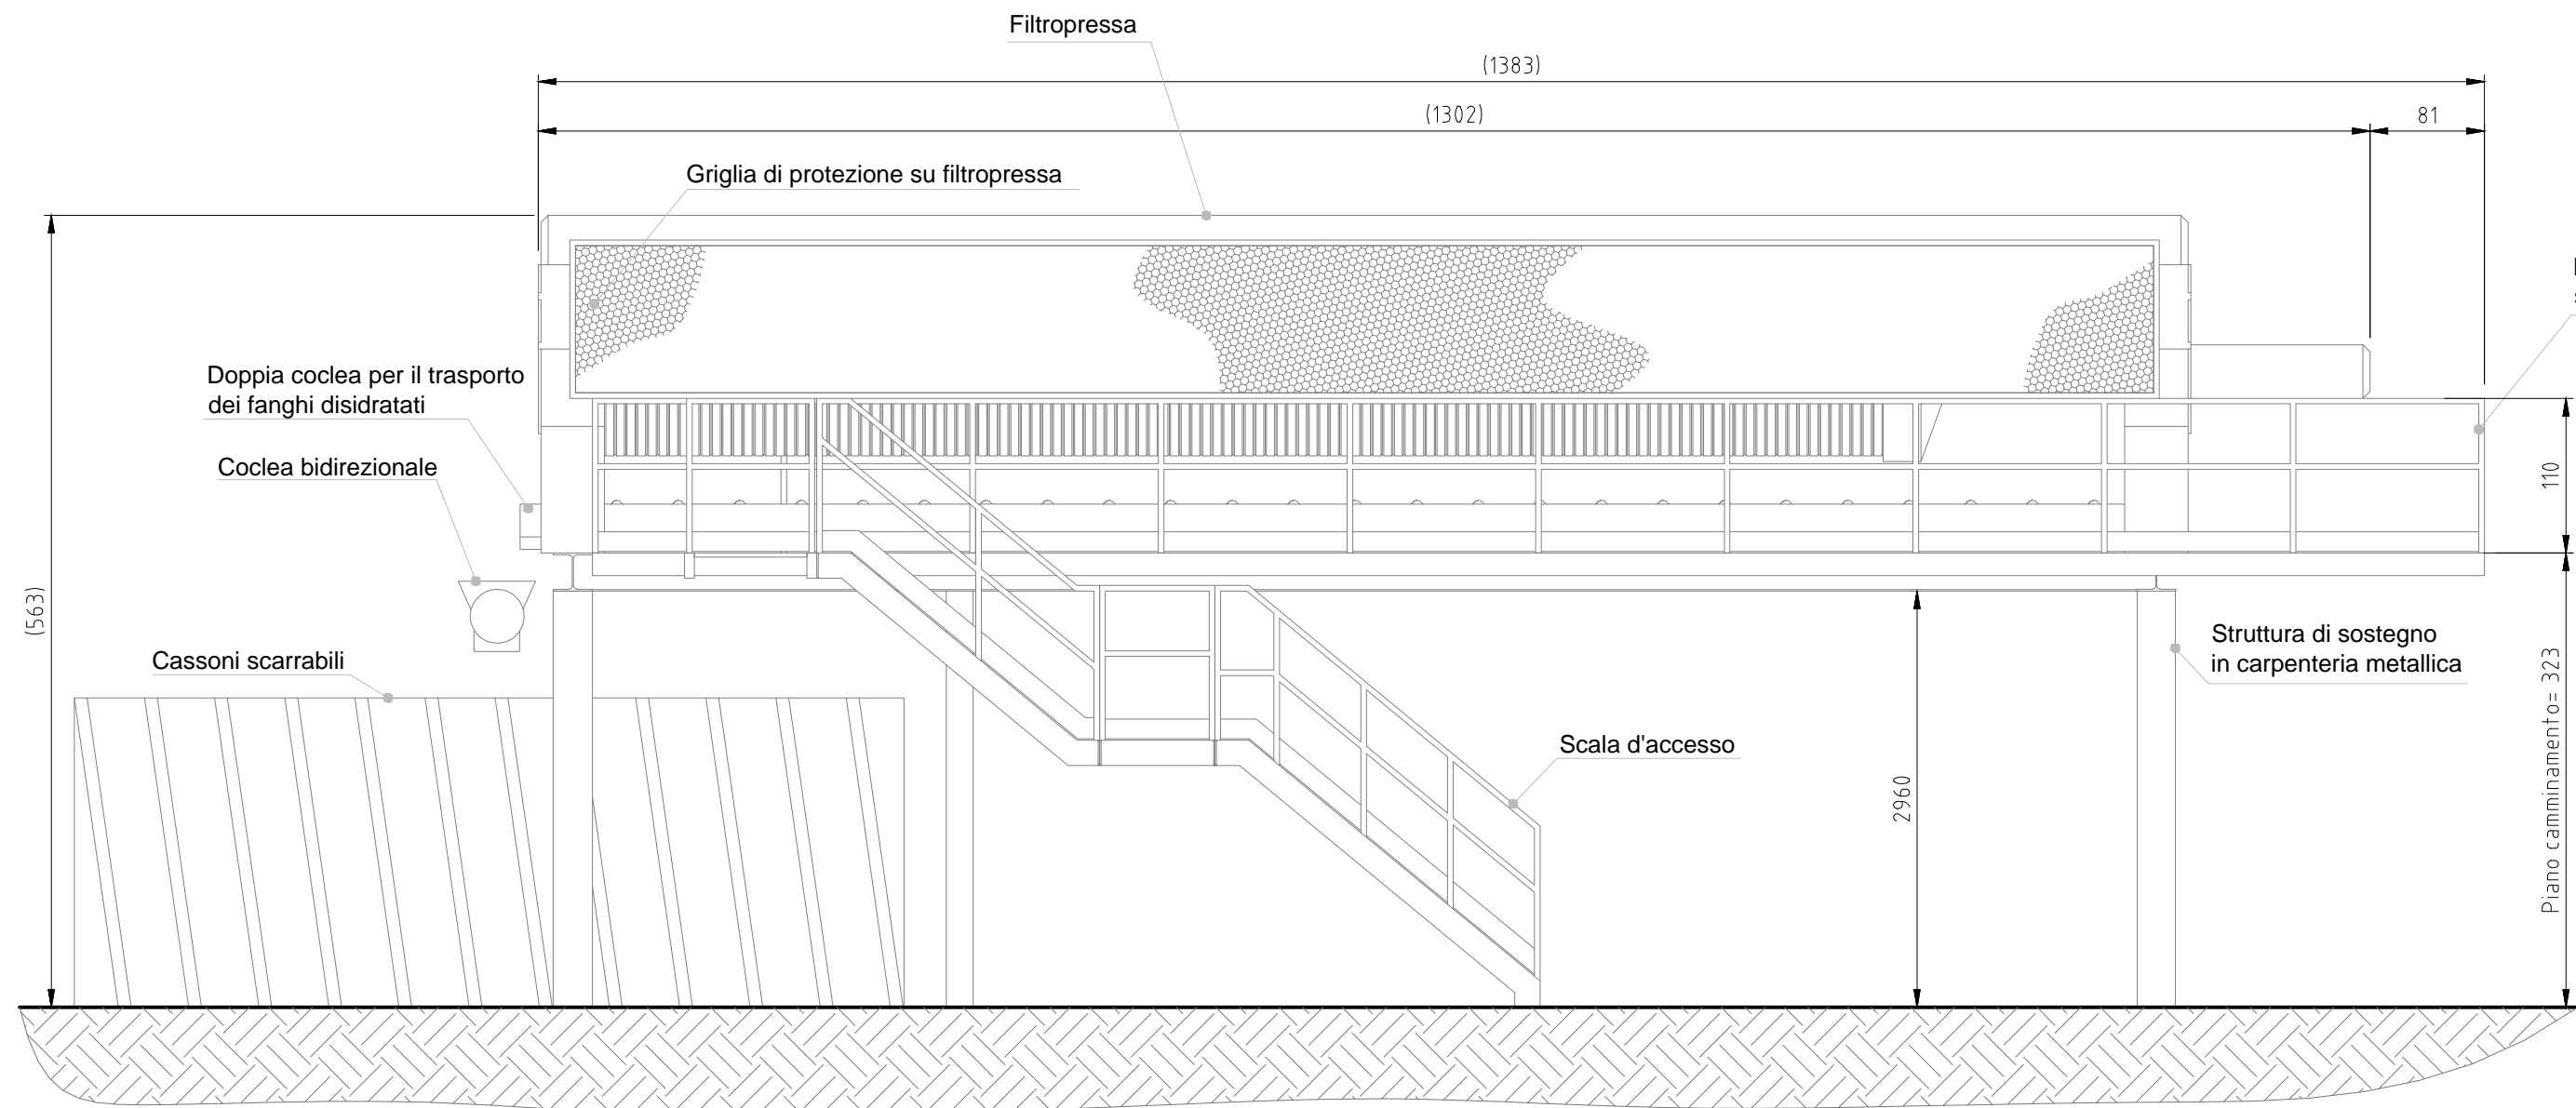 Filtropressa
(1383)
(1302)
81
Griglia di protezione su filtropressa
Doppia coclea per il trasporto
dei fanghi disidratati
Coclea bidirezionale
110
(563)
Cassoni scarrabili
Struttura di sostegno
in carpenteria metallica
Scala d'accesso
2960
Piano camminamento= 323